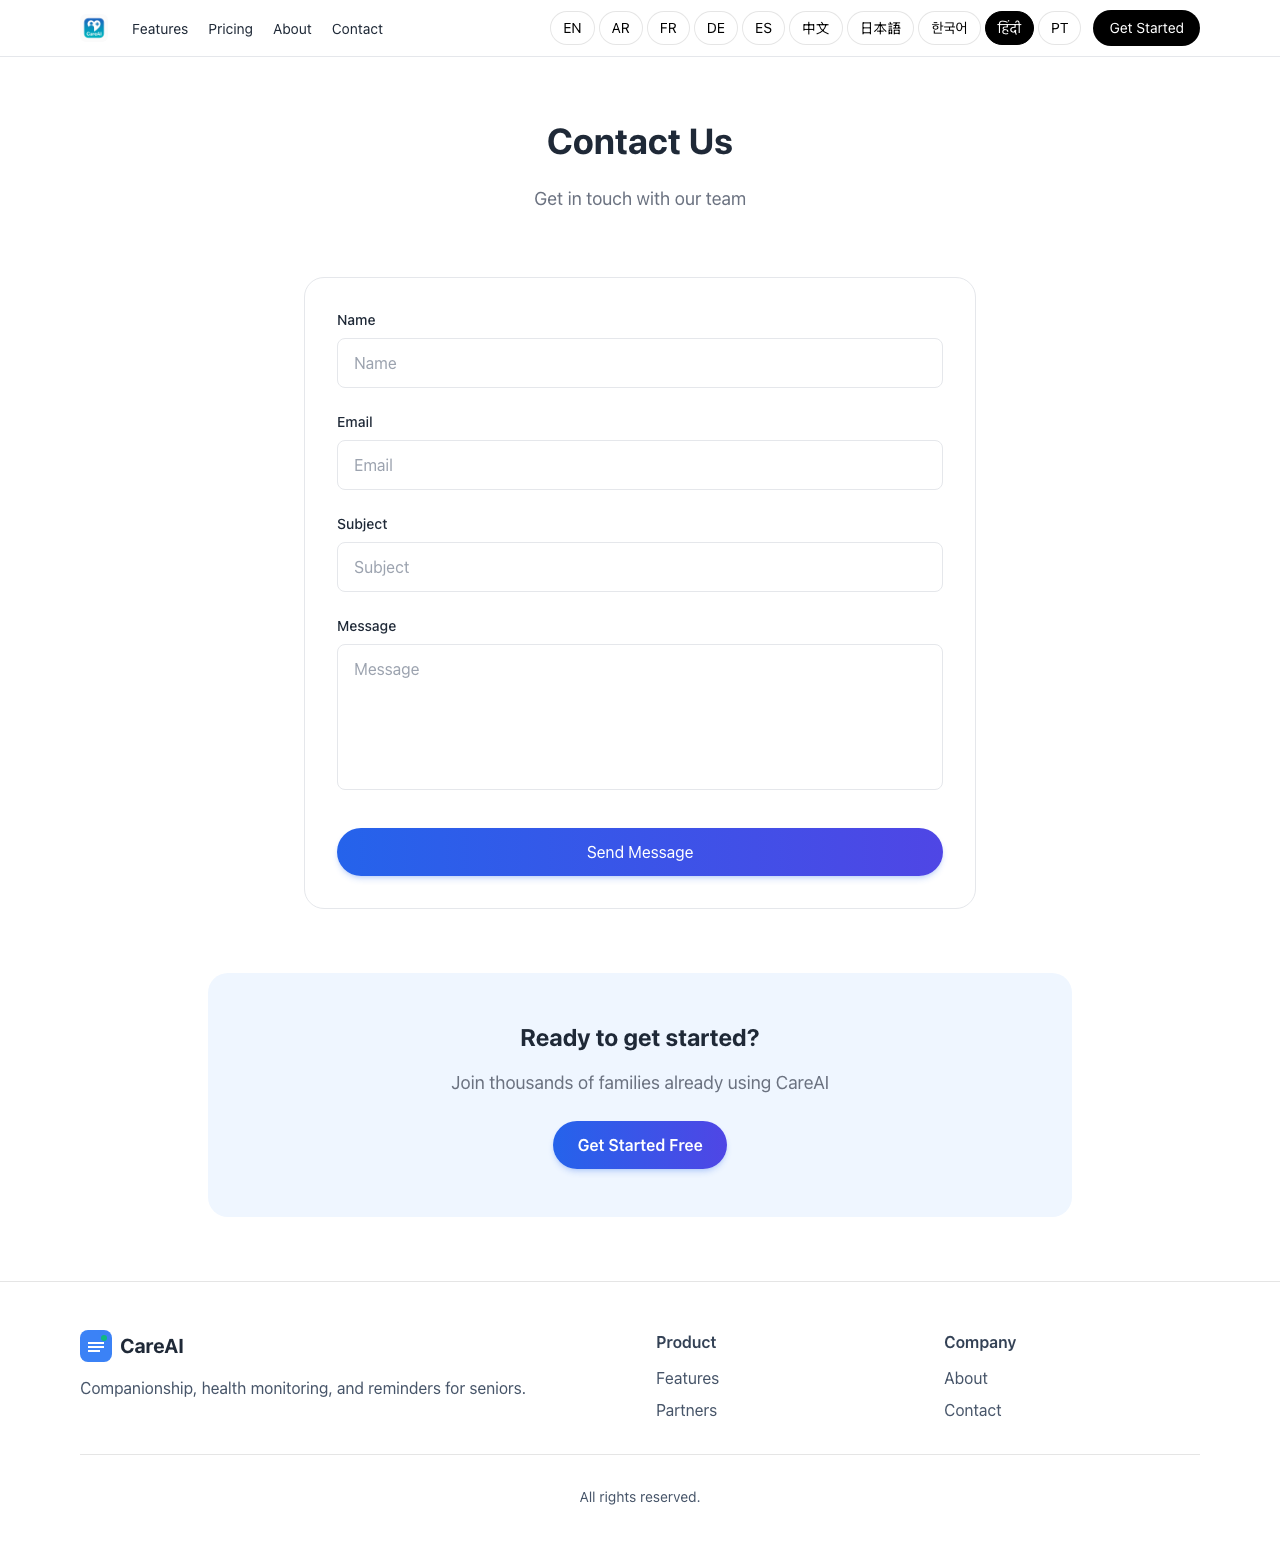 CareAI
Features
Pricing
About
Contact
EN
AR
FR
DE
ES
中文
日本語
한국어
हिंदी
PT
Get Started
Contact Us
Get in touch with our team
Name
Name
Email
Email
Subject
Subject
Message
Message
Send Message
Ready to get started?
Join thousands of families already using CareAI
Get Started Free
CareAI
Companionship, health monitoring, and reminders for seniors.
Product
Features
Partners
Company
About
Contact
All rights reserved.